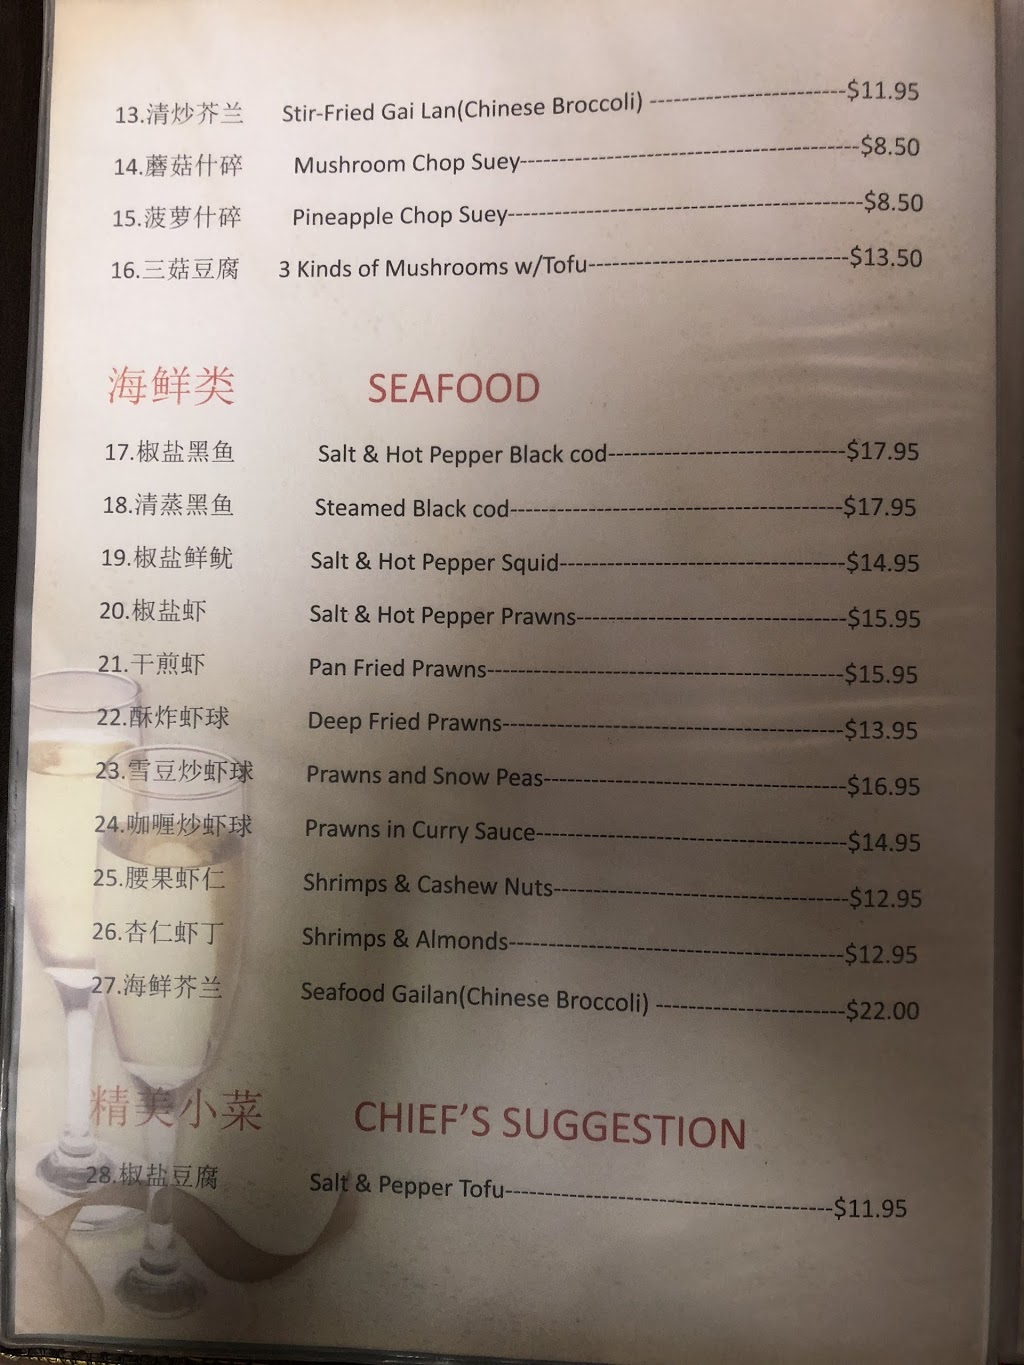 13.清炒芥兰 Stir-Fried Gai Lan(Chinese Broccoli) -------------------------$11.95
14.蘑菇什碎 Mushroom Chop Suey-------------------------------------------$8.50
15.菠萝什碎 Pineapple Chop Suey---------------------------------------------$8.50
16.三菇豆腐 3 Kinds of Mushrooms w/Tofu---------------------------------$13.50
海鲜类 SEAFOOD
17.椒盐黑鱼 Salt & Hot Pepper Black cod------------------------------$17.95
18.清蒸黑鱼 Steamed Black cod------------------------------------------$17.95
19.椒盐鲜鱿 Salt & Hot Pepper Squid------------------------------------$14.95
20.椒盐虾 Salt & Hot Pepper Prawns----------------------------------$15.95
21.干煎虾 Pan Fried Prawns---------------------------------------------$15.95
22.酥炸虾球 Deep Fried Prawns-------------------------------------------$13.95
23.雪豆炒虾球 Prawns and Snow Peas--------------------------------------$16.95
24.咖喱炒虾球 Prawns in Curry Sauce---------------------------------------$14.95
25.腰果虾仁 Shrimps & Cashew Nuts-------------------------------------$12.95
26.杏仁虾丁 Shrimps & Almonds------------------------------------------$12.95
27.海鲜芥兰 Seafood Gailan(Chinese Broccoli) ------------------------$22.00
精美小菜 CHIEF'S SUGGESTION
28.椒盐豆腐 Salt & Pepper Tofu-----------------------------------------$11.95